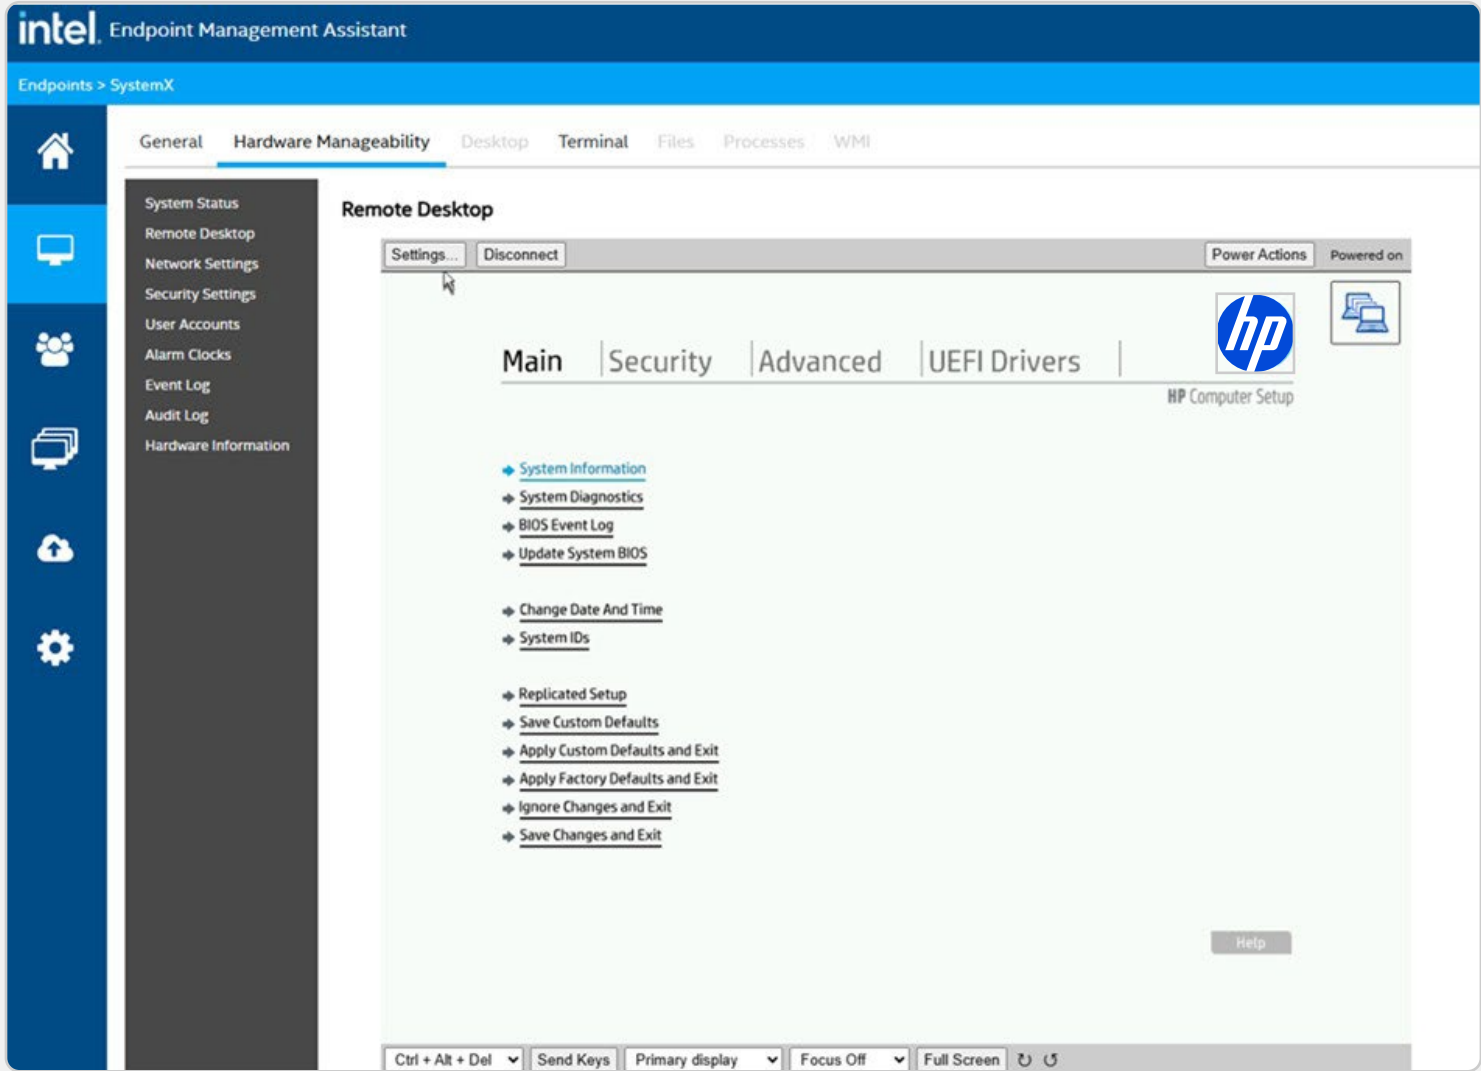 intel. Endpoint Management Assistant
Endpoints > SystemX
General Hardware Manageability Desktop Terminal Files Processes WMI
System Status
Remote Desktop
Network Settings
Security Settings
User Accounts
Alarm Clocks
Event Log
Audit Log
Hardware Information
Remote Desktop
Settings... Disconnect Power Actions Powered on
hp
Main Security Advanced UEFI Drivers
HP Computer Setup
System Information
System Diagnostics
BIOS Event Log
Update System BIOS
Change Date And Time
System IDs
Replicated Setup
Save Custom Defaults
Apply Custom Defaults and Exit
Apply Factory Defaults and Exit
Ignore Changes and Exit
Save Changes and Exit
Help
Ctrl + Alt + Del Send Keys Primary display Focus Off Full Screen